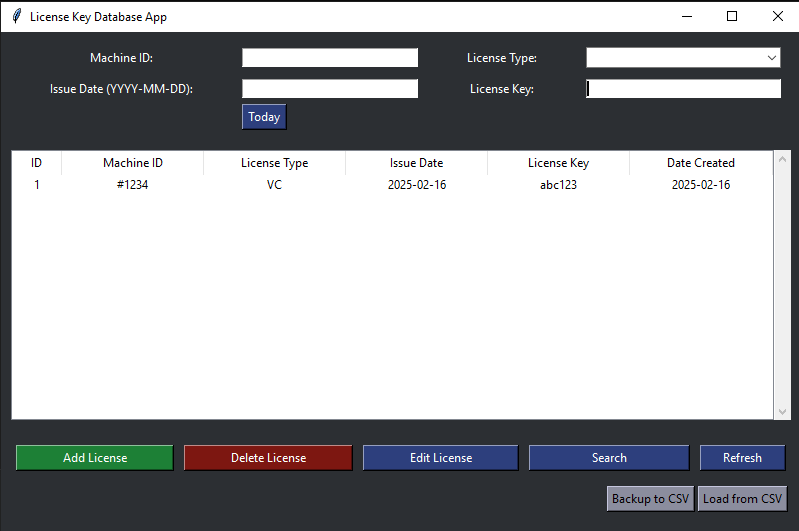 License Key Database App
Machine ID: License Type:
Issue Date (YYYY-MM-DD): License Key:
Today
ID Machine ID License Type Issue Date License Key Date Created
1 #1234 VC 2025-02-16 abc123 2025-02-16
Add License Delete License Edit License Search Refresh
Backup to CSV Load from CSV